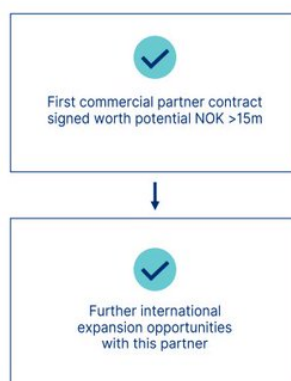 First commercial partner contract
signed worth potential NOK >15m
Further international
expansion opportunities
with this partner